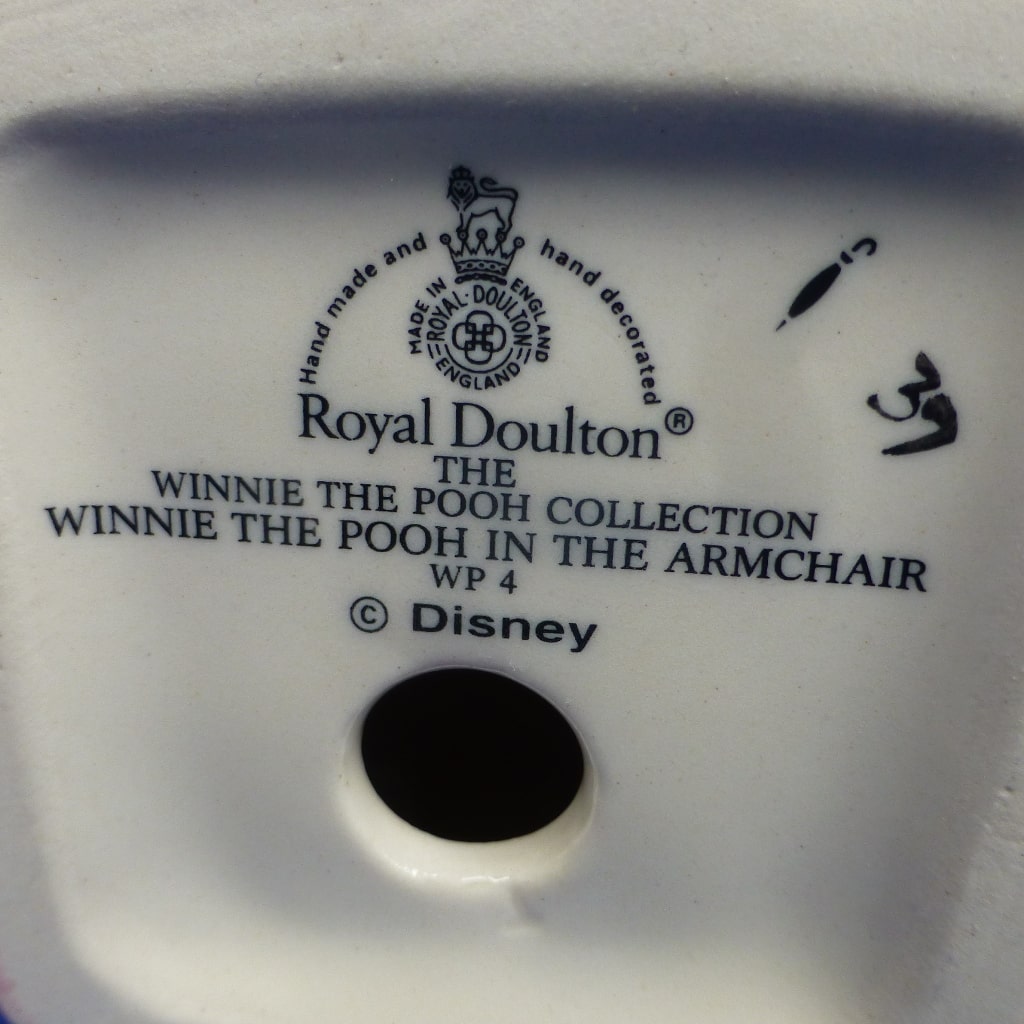 Hand made and hand decorated
MADE IN ENGLAND
ROYAL·DOULTON
ENGLAND
Royal Doulton®
THE
WINNIE THE POOH COLLECTION
WINNIE THE POOH IN THE ARMCHAIR
WP 4
© Disney